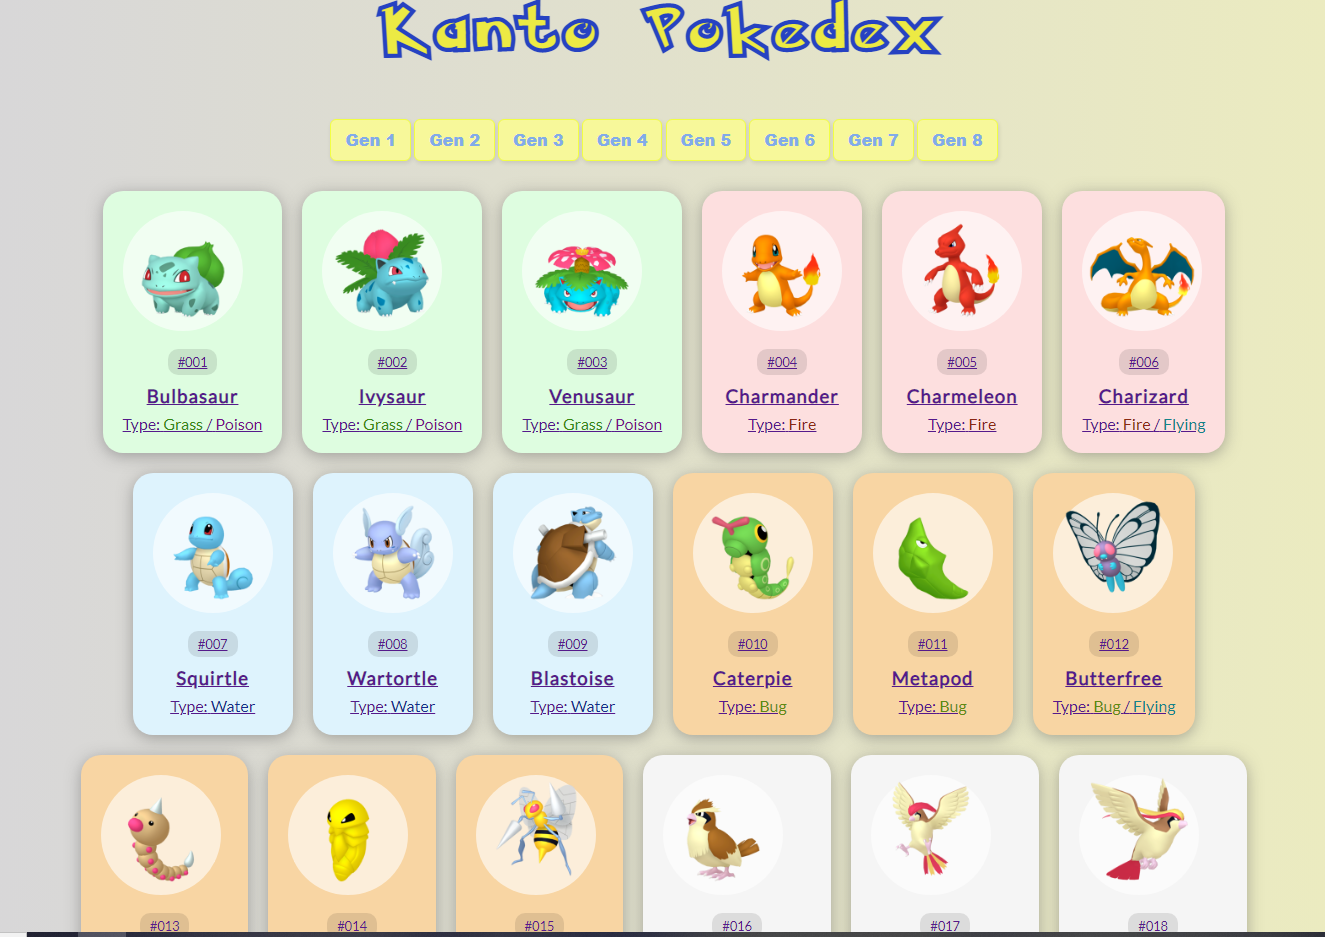 Kanto Pokedex
Gen 1 Gen 2 Gen 3 Gen 4 Gen 5 Gen 6 Gen 7 Gen 8
#001 #002 #003 #004 #005 #006
Bulbasaur Ivysaur Venusaur Charmander Charmeleon Charizard
Type: Grass / Poison Type: Grass / Poison Type: Grass / Poison Type: Fire Type: Fire Type: Fire / Flying
#007 #008 #009 #010 #011 #012
Squirtle Wartortle Blastoise Caterpie Metapod Butterfree
Type: Water Type: Water Type: Water Type: Bug Type: Bug Type: Bug / Flying
#013 #014 #015 #016 #017 #018